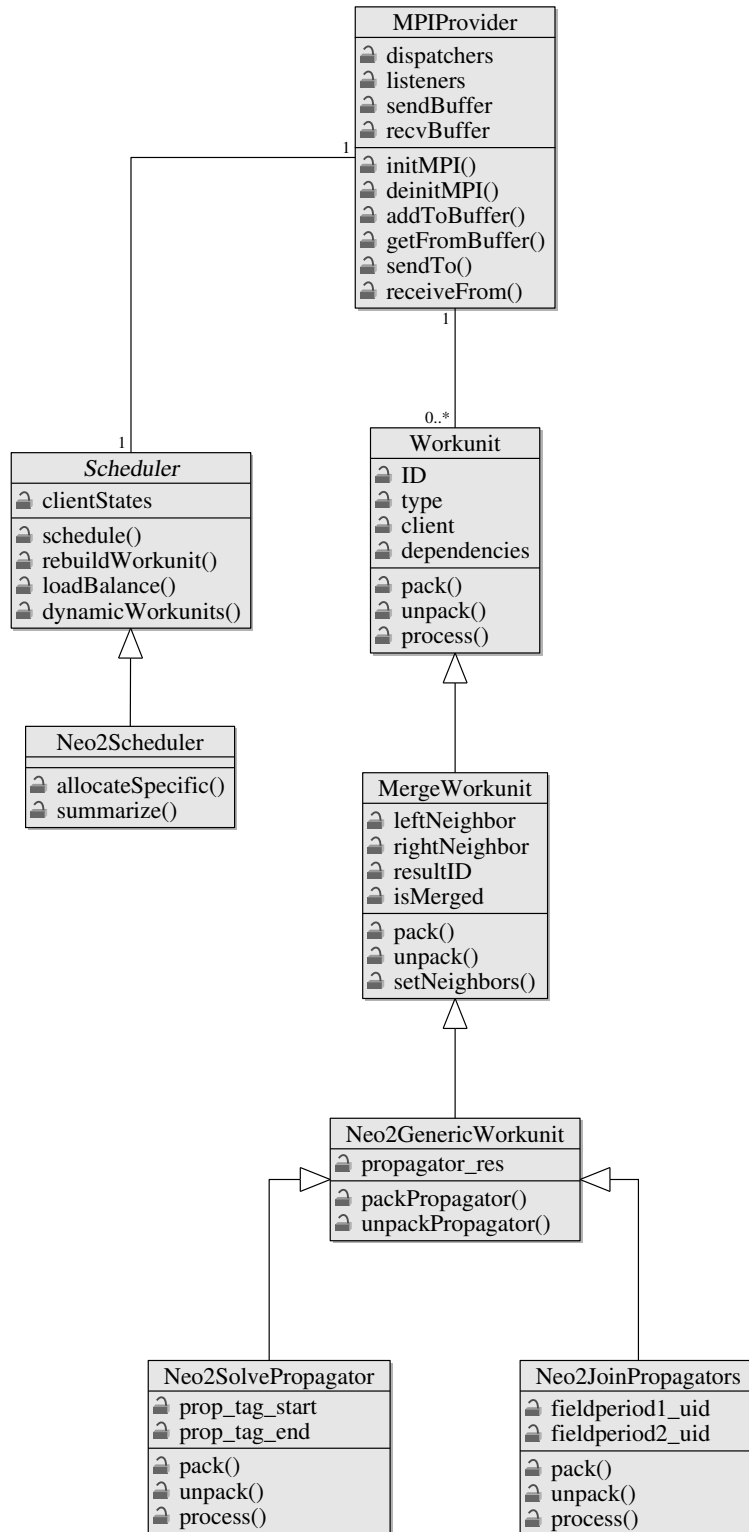 MPIProvider
dispatchers
listeners
sendBuffer
recvBuffer
initMPI()
deinitMPI()
addToBuffer()
getFromBuffer()
sendTo()
receiveFrom()
1
1
1
0..*
Scheduler
clientStates
schedule()
rebuildWorkunit()
loadBalance()
dynamicWorkunits()
Workunit
ID
type
client
dependencies
pack()
unpack()
process()
Neo2Scheduler
allocateSpecific()
summarize()
MergeWorkunit
leftNeighbor
rightNeighbor
resultID
isMerged
pack()
unpack()
setNeighbors()
Neo2GenericWorkunit
propagator_res
packPropagator()
unpackPropagator()
Neo2SolvePropagator
prop_tag_start
prop_tag_end
pack()
unpack()
process()
Neo2JoinPropagators
fieldperiod1_uid
fieldperiod2_uid
pack()
unpack()
process()